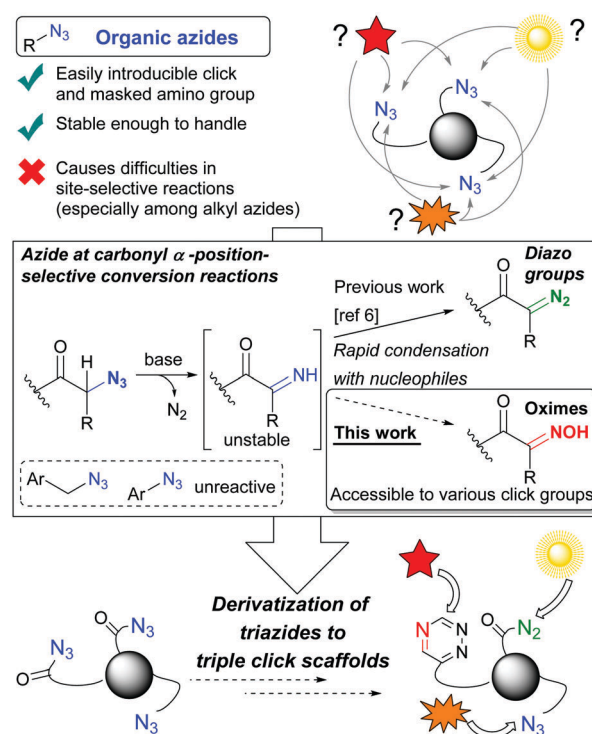 R N3 Organic azides
Easily introducible click
and masked amino group
Stable enough to handle
Causes difficulties in
site-selective reactions
(especially among alkyl azides)
? ?
N3
N3
N3
?
Azide at carbonyl α -position-
selective conversion reactions
O H
N3
R
base
N2
O
NH
R
unstable
Previous work
[ref 6]
Rapid condensation
with nucleophiles
Diazo
groups
O
N2
R
This work
Oximes
O
NOH
R
Accessible to various click groups
Ar N3 Ar N3 unreactive
Derivatization of
triazides to
triple click scaffolds
N3
O
O N3
N3
N N
N
O
N2
N3